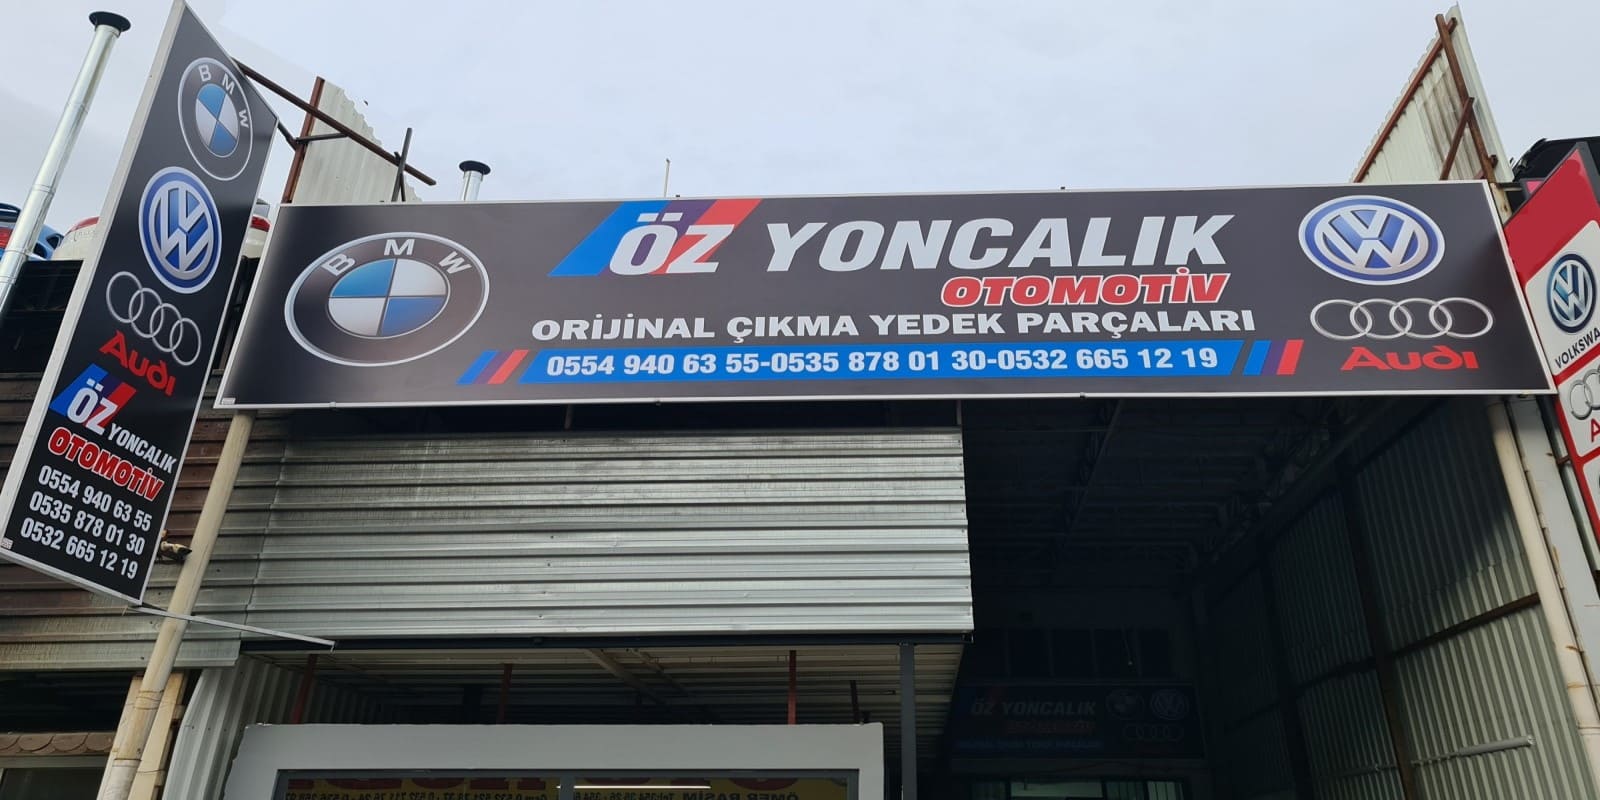 BMW
Audi
ÖZ YONCALIK
OTOMOTİV
0554 940 63 55
0535 878 01 30
0532 665 12 19
BMW
ÖZ YONCALIK
OTOMOTİV
ORİJİNAL ÇIKMA YEDEK PARÇALARI
0554 940 63 55-0535 878 01 30-0532 665 12 19
Audi
ÖZ YONCALIK